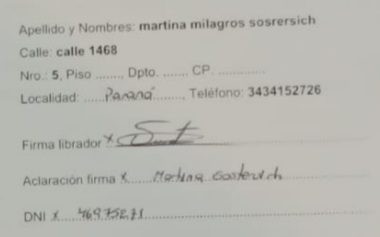 Apellido y Nombres: martina milagros sosrersich
Calle: calle 1468
Nro.: 5, Piso ........, Dpto. ....... CP. .............
Localidad: ......Paraná........, Teléfono: 3434152726
Firma librador x
Aclaración firma x......Martina
DNI x